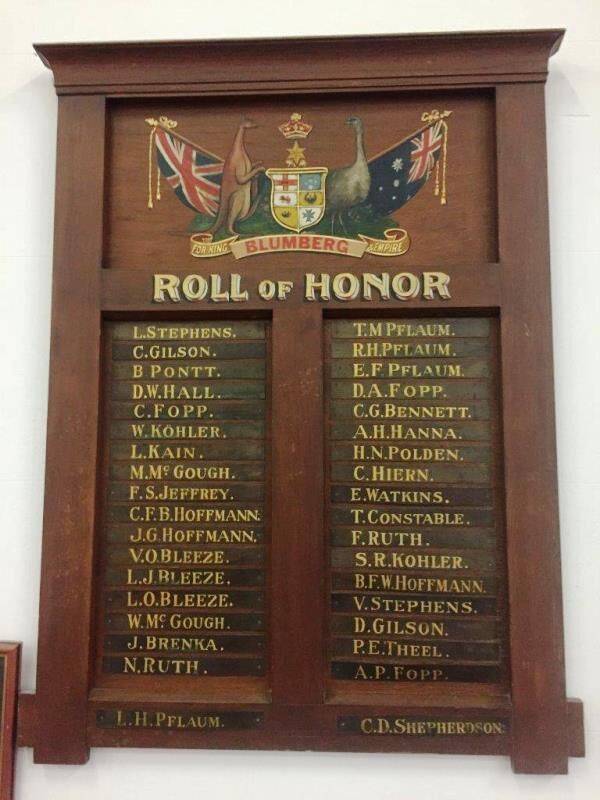 FOR KING BLUMBERG & EMPIRE
ROLL OF HONOR
L. STEPHENS.
C. GILSON.
B PONTT.
D.W. HALL.
C. FOPP.
W. KÖHLER.
L. KAIN.
M. Mc GOUGH.
F. S. JEFFREY.
C.F.B. HOFFMANN.
J.G. HOFFMANN.
V.O. BLEEZE.
L.J. BLEEZE.
L.O. BLEEZE.
W. Mc GOUGH.
J. BRENKA.
N. RUTH.
L.H. PFLAUM.
T.M PFLAUM.
R.H. PFLAUM.
E.F. PFLAUM.
D.A. FOPP.
C.G. BENNETT.
A.H. HANNA.
H.N. POLDEN.
C. HIERN.
E. WATKINS.
T. CONSTABLE.
F. RUTH.
S.R. KOHLER.
B.F.W. HOFFMANN.
V. STEPHENS.
D. GILSON.
P.E. THEEL.
A.P. FOPP.
C.D. SHEPHERDSON.